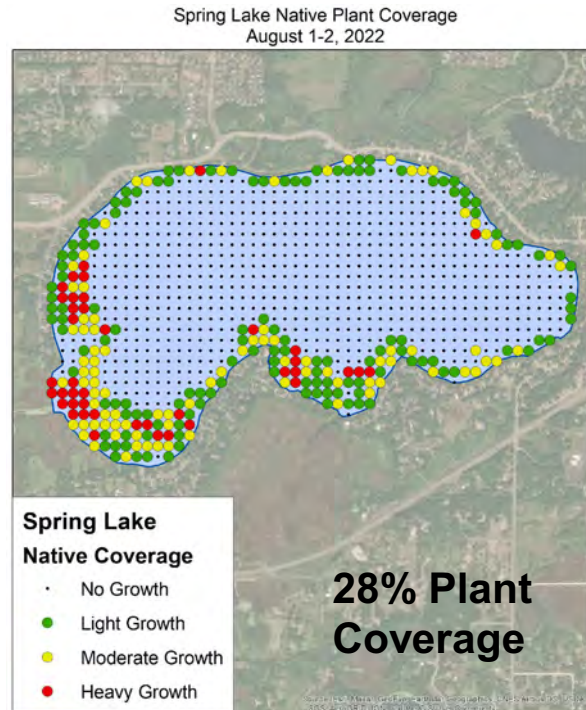 Spring Lake Native Plant Coverage
August 1-2, 2022
Spring Lake
Native Coverage
No Growth
Light Growth
Moderate Growth
Heavy Growth
28% Plant
Coverage